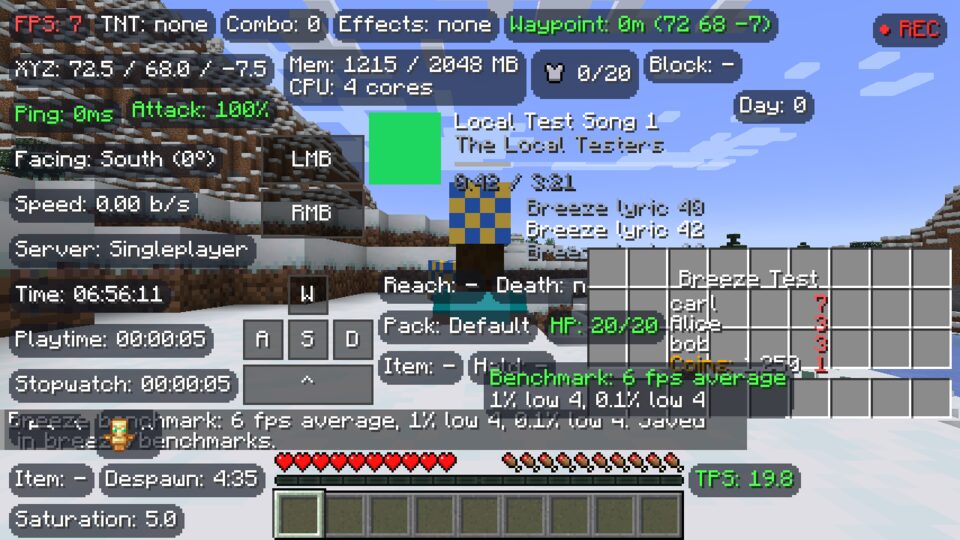 FPS: 7
TNT: none
Combo: 0
Effects: none
Waypoint: 0m (72 68 -7)
REC
XYZ: 72.5 / 68.0 / -7.5
Mem: 1215 / 2048 MB
CPU: 4 cores
0/20
Block: -
Day: 0
Ping: 0ms
Attack: 100%
Local Test Song 1
The Local Testers
0:42 / 3:21
Facing: South (0°)
LMB
Speed: 0.00 b/s
RMB
Breeze lyric 40
Breeze lyric 42
Server: Singleplayer
Breeze Test
Reach: -
Death: n
Time: 06:56:11
W
carl 7
Alice 3
bob 3
Coins: 1,250 1
Playtime: 00:00:05
A
S
D
Pack: Default
HP: 20/20
Item: -
Stopwatch: 00:00:05
^
Benchmark: 6 fps average
1% low 4, 0.1% low 4
Breeze benchmark: 6 fps average, 1% low 4, 0.1% low 4. Saved
in breeze benchmarks.
Item: -
Despawn: 4:35
TPS: 19.8
Saturation: 5.0